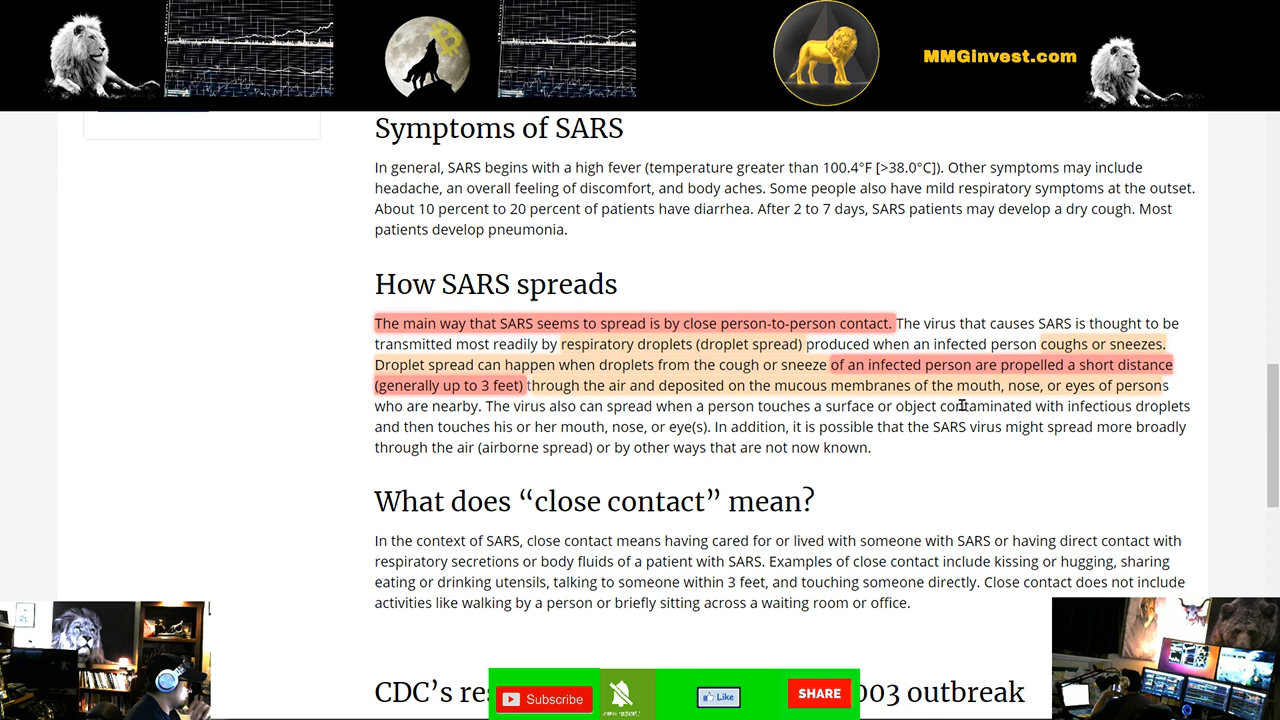 MMGinvest.com
Symptoms of SARS
In general, SARS begins with a high fever (temperature greater than 100.4°F [>38.0°C]). Other symptoms may include
headache, an overall feeling of discomfort, and body aches. Some people also have mild respiratory symptoms at the outset.
About 10 percent to 20 percent of patients have diarrhea. After 2 to 7 days, SARS patients may develop a dry cough. Most
patients develop pneumonia.
How SARS spreads
The main way that SARS seems to spread is by close person-to-person contact. The virus that causes SARS is thought to be
transmitted most readily by respiratory droplets (droplet spread) produced when an infected person coughs or sneezes.
Droplet spread can happen when droplets from the cough or sneeze of an infected person are propelled a short distance
(generally up to 3 feet) through the air and deposited on the mucous membranes of the mouth, nose, or eyes of persons
who are nearby. The virus also can spread when a person touches a surface or object contaminated with infectious droplets
and then touches his or her mouth, nose, or eye(s). In addition, it is possible that the SARS virus might spread more broadly
through the air (airborne spread) or by other ways that are not now known.
What does “close contact” mean?
In the context of SARS, close contact means having cared for or lived with someone with SARS or having direct contact with
respiratory secretions or body fluids of a patient with SARS. Examples of close contact include kissing or hugging, sharing
eating or drinking utensils, talking to someone within 3 feet, and touching someone directly. Close contact does not include
activities like walking by a person or briefly sitting across a waiting room or office.
CDC’s res 003 outbreak
Subscribe Like SHARE